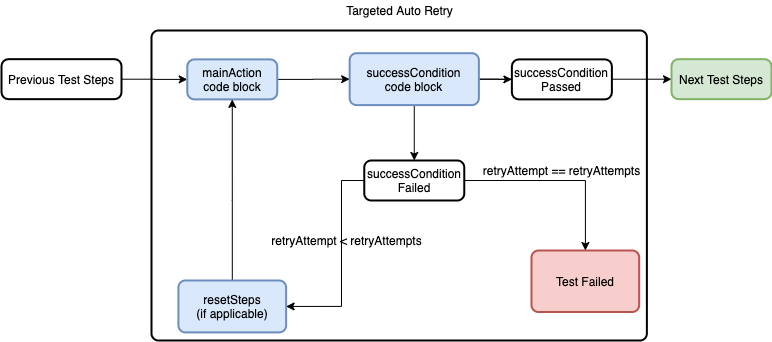 Targeted Auto Retry
Previous Test Steps
mainAction
code block
successCondition
code block
successCondition
Passed
Next Test Steps
successCondition
Failed
retryAttempt == retryAttempts
retryAttempt < retryAttempts
resetSteps
(if applicable)
Test Failed